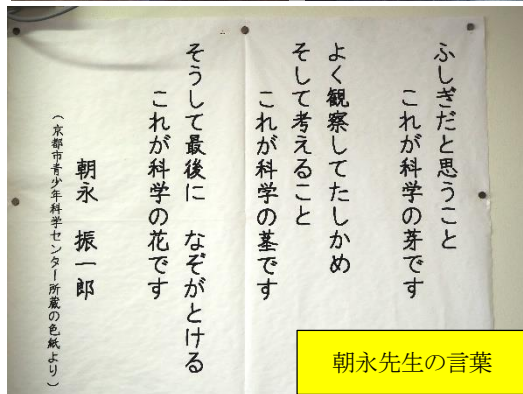 ふしぎだと思うこと
これが科学の芽です
よく観察してたしかめ
そして考えること
これが科学の茎です
そうして最後に なぞがとける
これが科学の花です
朝永 振一郎
(京都市青少年科学センター所蔵の色紙より)
朝永先生の言葉